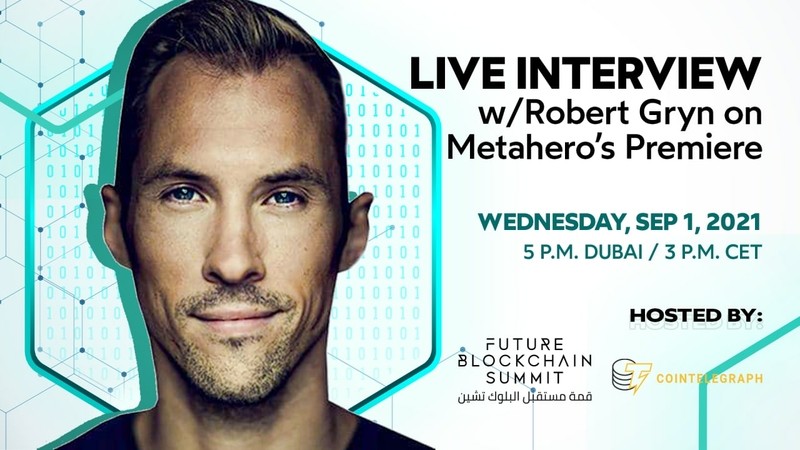 LIVE INTERVIEW
w/Robert Gryn on
Metahero's Premiere
WEDNESDAY, SEP 1, 2021
5 P.M. DUBAI / 3 P.M. CET
HOSTED BY:
FUTURE
BLOCKCHAIN
SUMMIT
قمة مستقبل البلوك تشين
COINTELEGRAPH